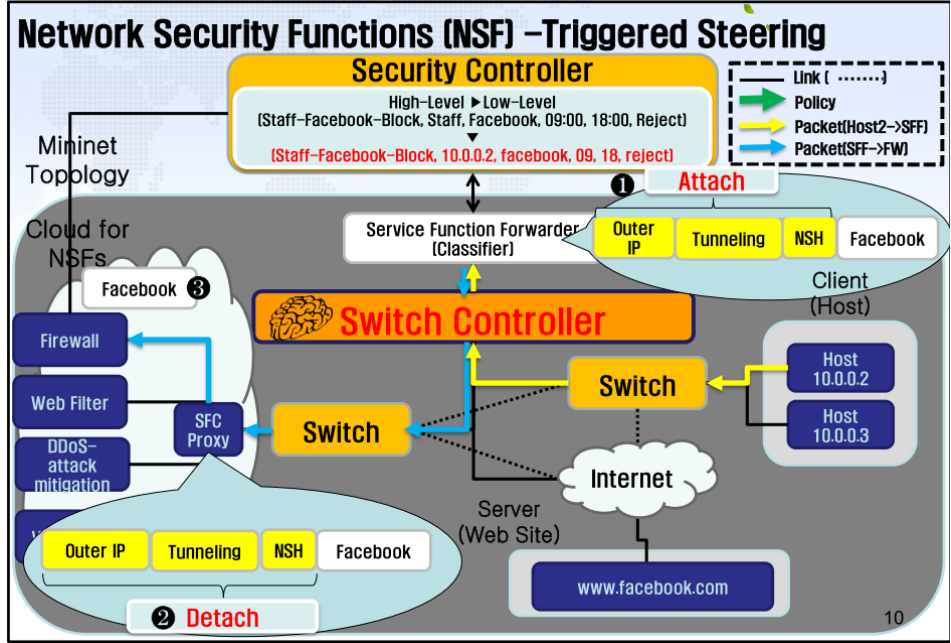 Network Security Functions (NSF) –Triggered Steering
Security Controller
High-Level ▶Low-Level
(Staff-Facebook-Block, Staff, Facebook, 09:00, 18:00, Reject)
▼
(Staff-Facebook-Block, 10.0.0.2, facebook, 09, 18, reject)
Link ( ········)
Policy
Packet(Host2->SFF)
Packet(SFF->FW)
Mininet
Topology
❶ Attach
Service Function Forwarder
(Classifier)
Outer
IP
Tunneling
NSH
Facebook
Cloud for
NSFs
Facebook ❸
Client
(Host)
Switch Controller
Firewall
Web Filter
DDoS-
attack
mitigation
SFC
Proxy
Switch
Switch
Host
10.0.0.2
Host
10.0.0.3
Internet
Server
(Web Site)
www.facebook.com
Outer IP
Tunneling
NSH
Facebook
❷ Detach
10